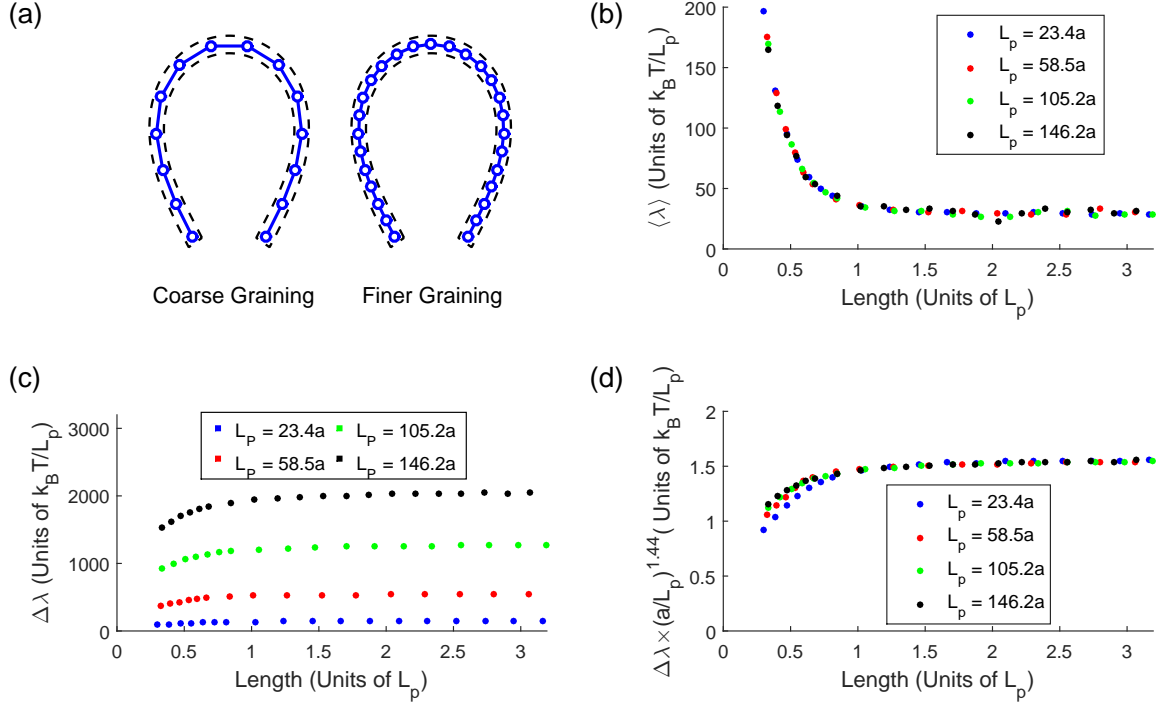 (a)
Coarse Graining
Finer Graining
(b)
⟨λ⟩ (Units of k_B T/L_p)
200
150
100
50
0
L_p = 23.4a
L_p = 58.5a
L_p = 105.2a
L_p = 146.2a
0 0.5 1 1.5 2 2.5 3
Length (Units of L_p)
(c)
Δλ (Units of k_B T/L_p)
3000
2000
1000
0
L_P = 23.4a L_P = 105.2a
L_P = 58.5a L_P = 146.2a
0 0.5 1 1.5 2 2.5 3
Length (Units of L_p)
(d)
Δλ×(a/L_p)^1.44 ( Units of k_B T/L_p)
2
1.5
1
0.5
0
L_p = 23.4a
L_p = 58.5a
L_p = 105.2a
L_p = 146.2a
0 0.5 1 1.5 2 2.5 3
Length (Units of L_p)